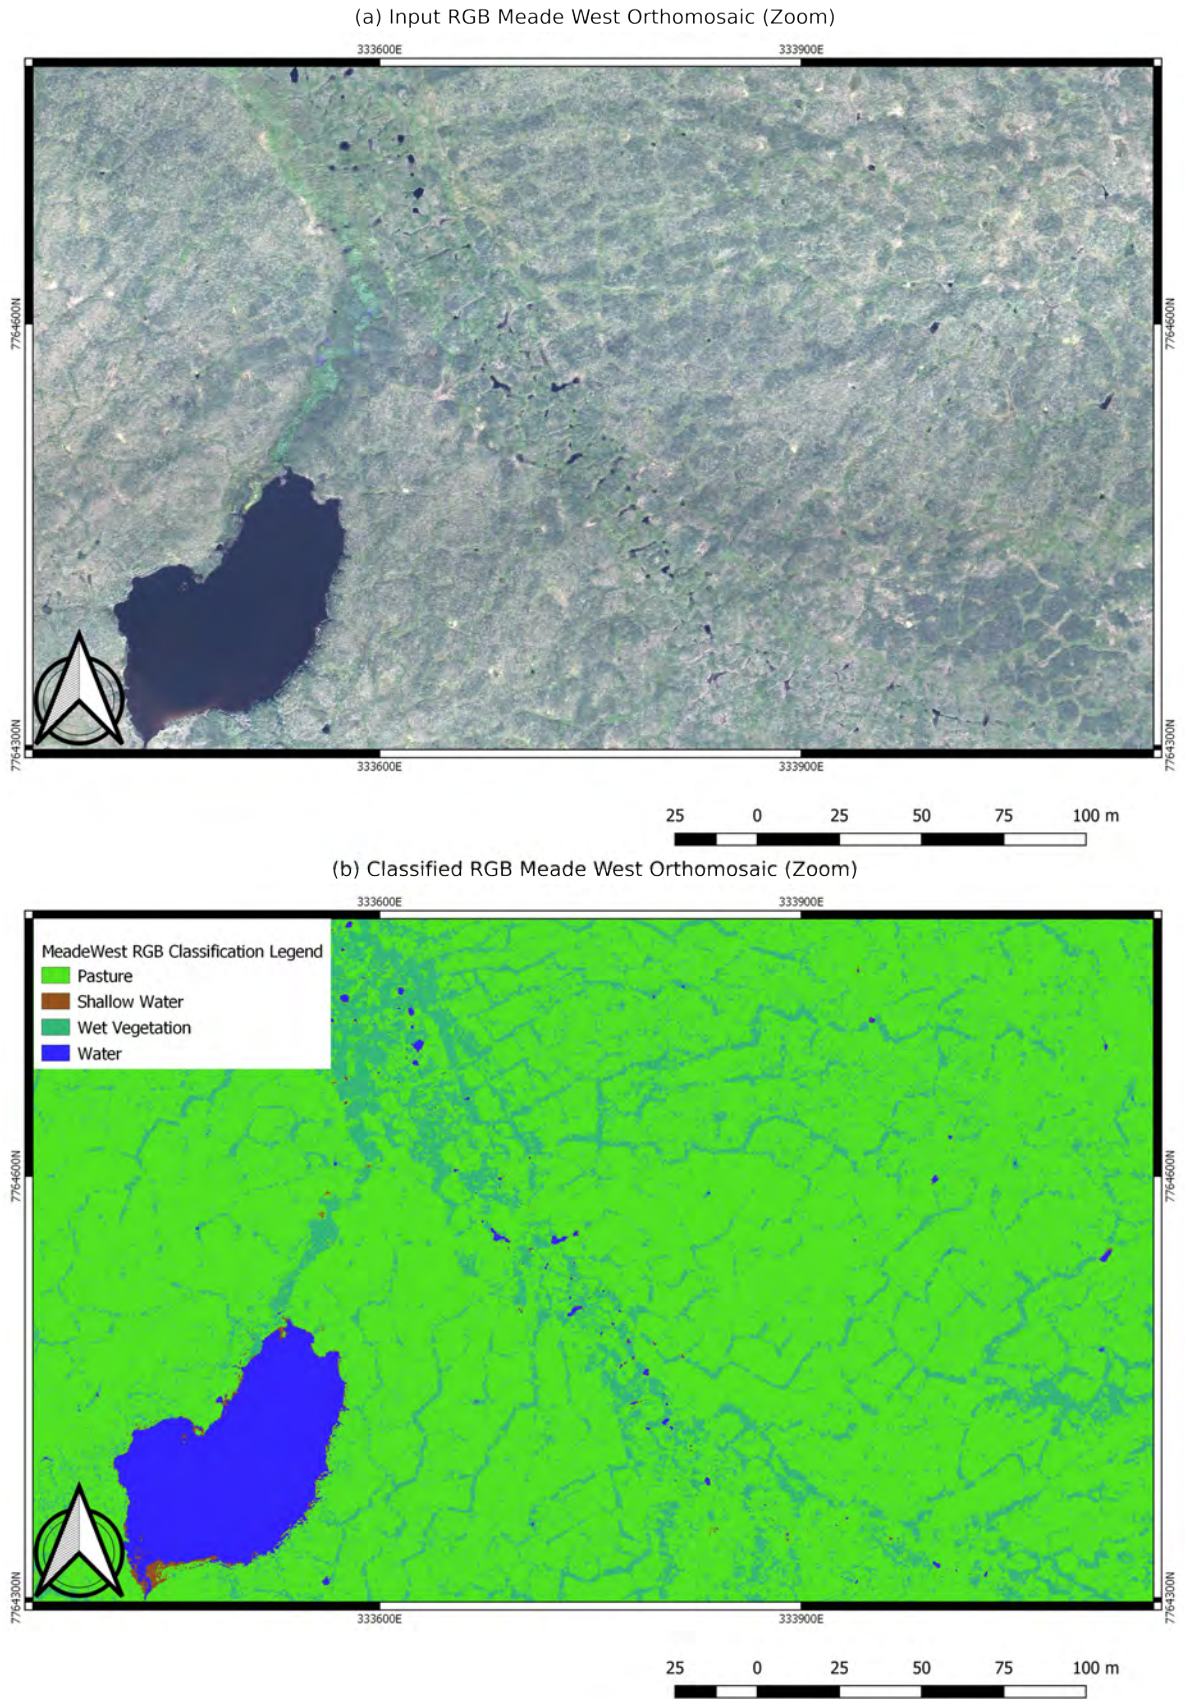 (a) Input RGB Meade West Orthomosaic (Zoom)
333600E 333900E
7764600N 7764600N
7764300N 7764300N
333600E 333900E
25 0 25 50 75 100 m
(b) Classified RGB Meade West Orthomosaic (Zoom)
333600E 333900E
MeadeWest RGB Classification Legend
Pasture
Shallow Water
Wet Vegetation
Water
7764600N 7764600N
7764300N 7764300N
333600E 333900E
25 0 25 50 75 100 m